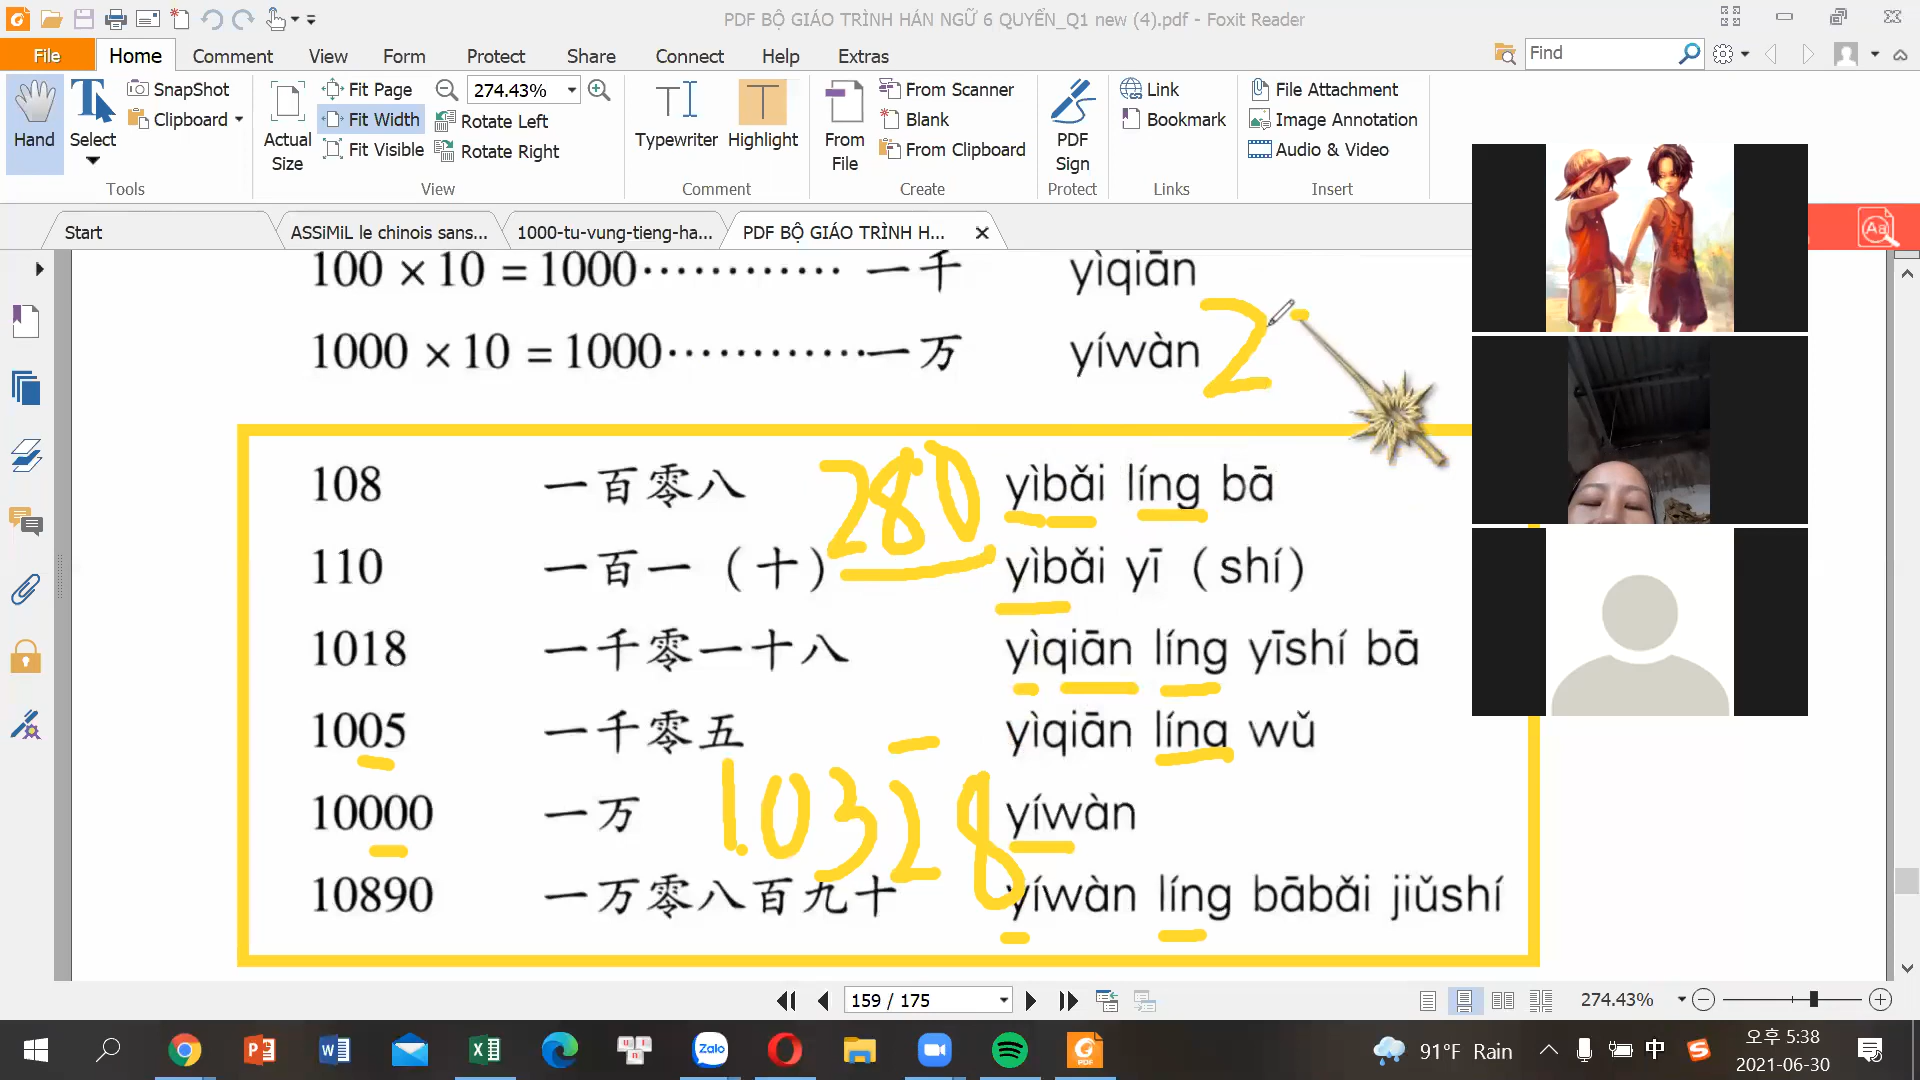 PDF BỘ GIÁO TRÌNH HÁN NGỮ 6 QUYỂN_Q1 new (4).pdf - Foxit Reader
File Home Comment View Form Protect Share Connect Help Extras
Find
Hand
Select
SnapShot
Clipboard
Tools
Actual Size
Fit Page
Fit Width
Fit Visible
274.43%
Rotate Left
Rotate Right
View
Typewriter
Highlight
Comment
From File
From Scanner
Blank
From Clipboard
Create
PDF Sign
Protect
Link
Bookmark
Links
File Attachment
Image Annotation
Audio & Video
Insert
Start
ASSiMiL le chinois sans...
1000-tu-vung-tieng-ha...
PDF BỘ GIÁO TRÌNH H...
100 × 10 = 1000 ············ 一千 yìqiān
1000 × 10 = 1000 ············· 一万 yíwàn
2
108 一百零八 yìbǎi líng bā
280
110 一百一（十） yìbǎi yī（shí）
1018 一千零一十八 yìqiān líng yīshí bā
1005 一千零五 yìqiān líng wǔ
10000 一万 yíwàn
1.0328
10890 一万零八百九十 yíwàn líng bābǎi jiǔshí
159 / 175
274.43%
Zalo
91°F Rain
中
오후 5:38
2021-06-30